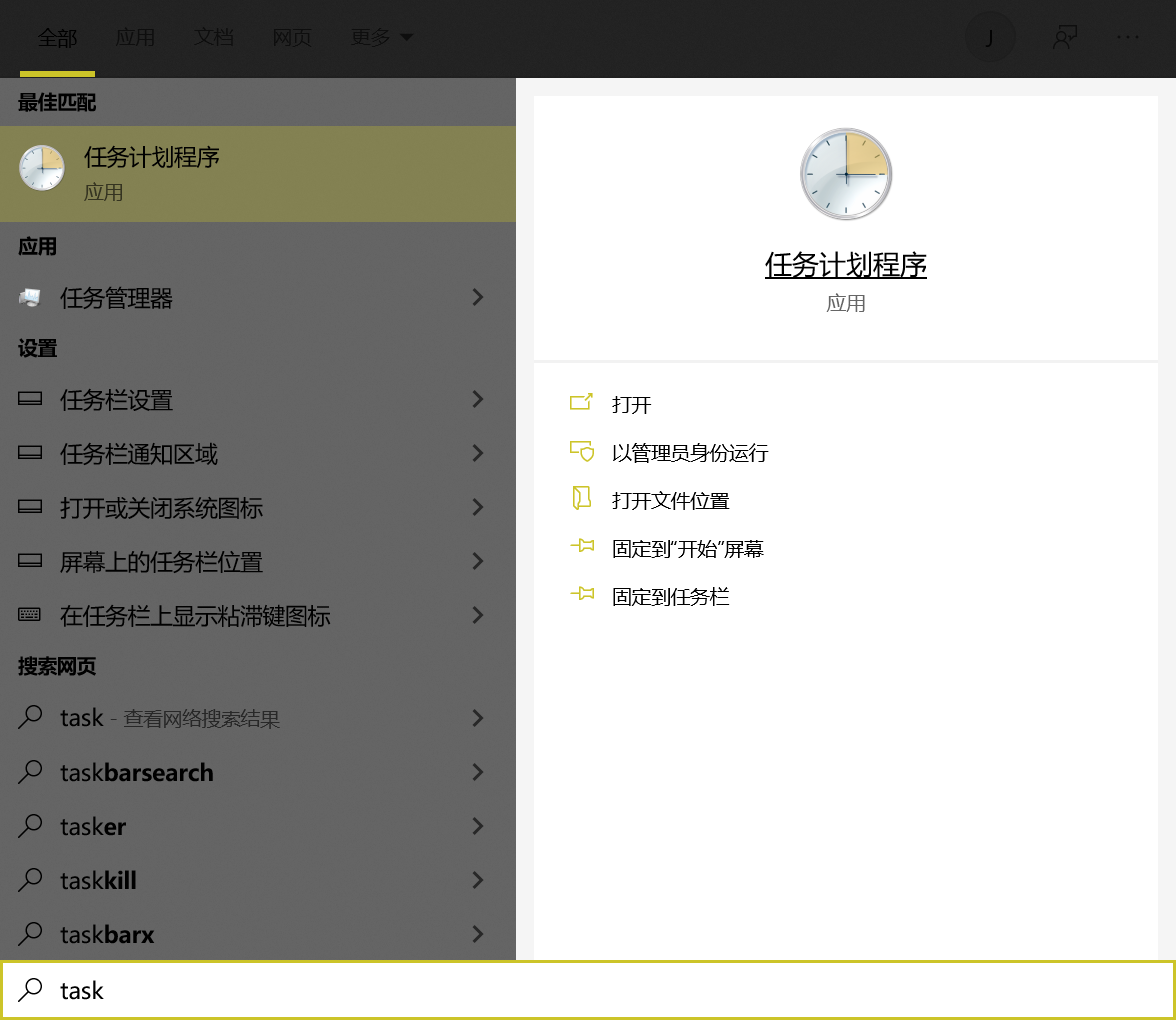 全部 应用 文档 网页 更多 J ···
最佳匹配
任务计划程序
应用
应用
任务管理器
设置
任务栏设置
任务栏通知区域
打开或关闭系统图标
屏幕上的任务栏位置
在任务栏上显示粘滞键图标
搜索网页
task - 查看网络搜索结果
taskbarsearch
tasker
taskkill
taskbarx
任务计划程序
应用
打开
以管理员身份运行
打开文件位置
固定到"开始"屏幕
固定到任务栏
task